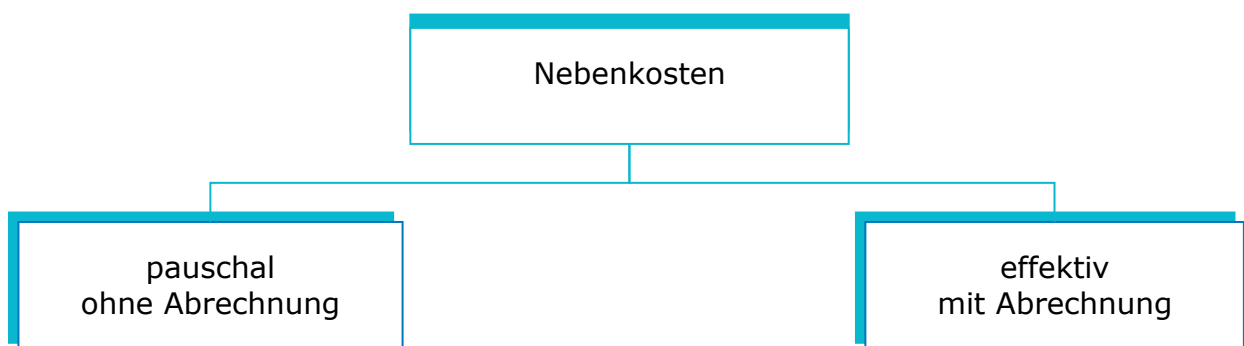 Nebenkosten
pauschal
ohne Abrechnung
effektiv
mit Abrechnung